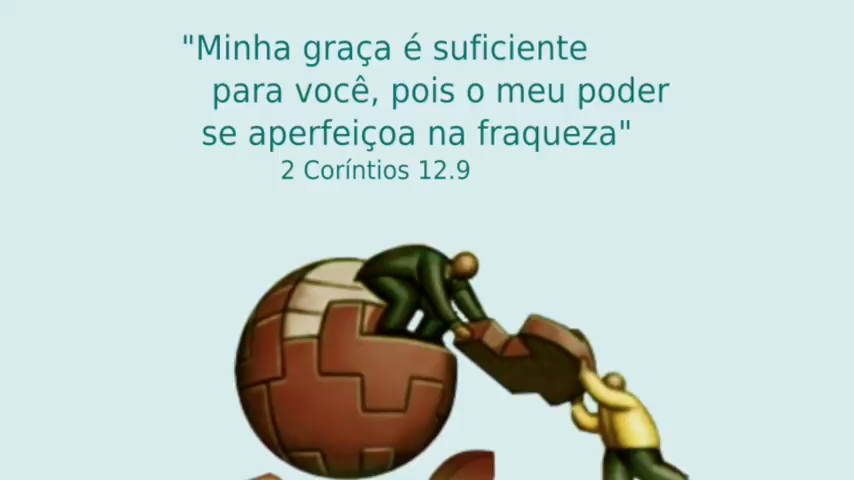 "Minha graça é suficiente
para você, pois o meu poder
se aperfeiçoa na fraqueza"
2 Coríntios 12.9